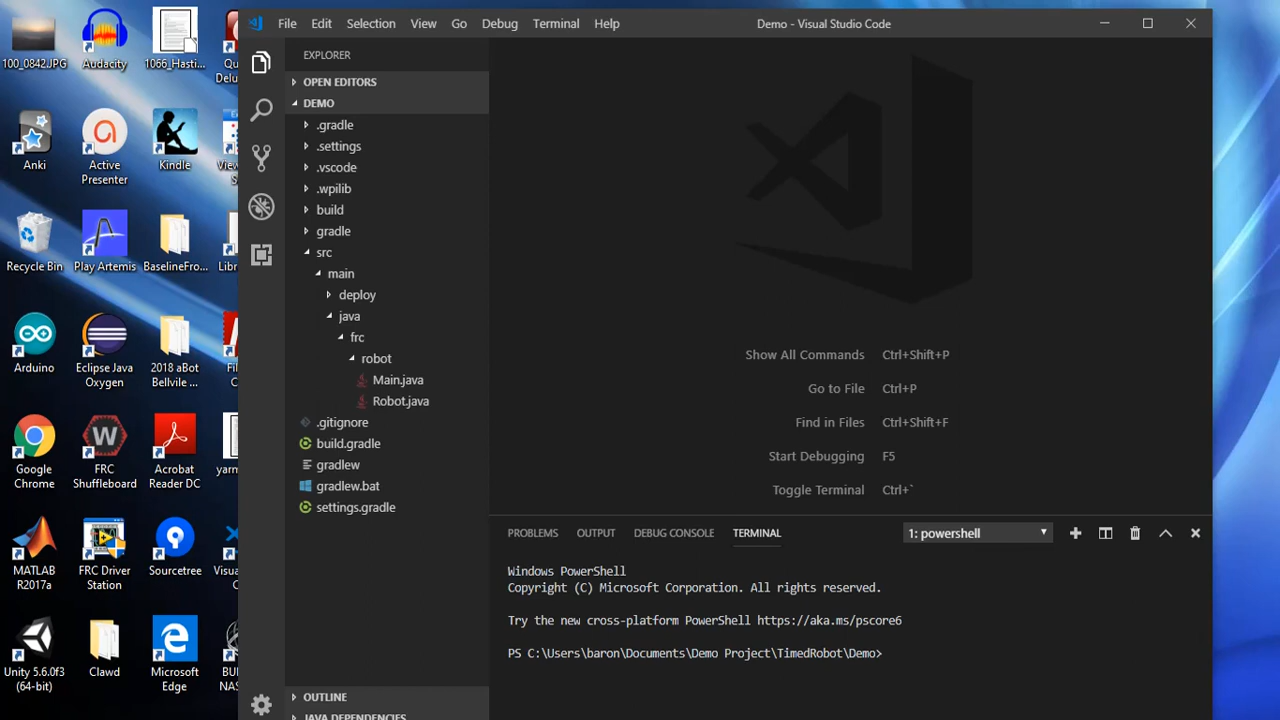 100_0842.JPG
Audacity
1066_Hasti...
Anki
Active
Presenter
Kindle
Recycle Bin
Play Artemis
BaselineFro...
Arduino
Eclipse Java
Oxygen
2018 aBot
Bellvile ...
Google
Chrome
FRC
Shuffleboard
Acrobat
Reader DC
MATLAB
R2017a
FRC Driver
Station
Sourcetree
Unity 5.6.0f3
(64-bit)
Clawd
Microsoft
Edge
File Edit Selection View Go Debug Terminal Help
Demo - Visual Studio Code
EXPLORER
OPEN EDITORS
DEMO
.gradle
.settings
.vscode
.wpilib
build
gradle
src
main
deploy
java
frc
robot
Main.java
Robot.java
.gitignore
build.gradle
gradlew
gradlew.bat
settings.gradle
OUTLINE
JAVA DEPENDENCIES
Show All Commands Ctrl+Shift+P
Go to File Ctrl+P
Find in Files Ctrl+Shift+F
Start Debugging F5
Toggle Terminal Ctrl+`
PROBLEMS OUTPUT DEBUG CONSOLE TERMINAL
1: powershell
Windows PowerShell
Copyright (C) Microsoft Corporation. All rights reserved.
Try the new cross-platform PowerShell https://aka.ms/pscore6
PS C:\Users\baron\Documents\Demo Project\TimedRobot\Demo>